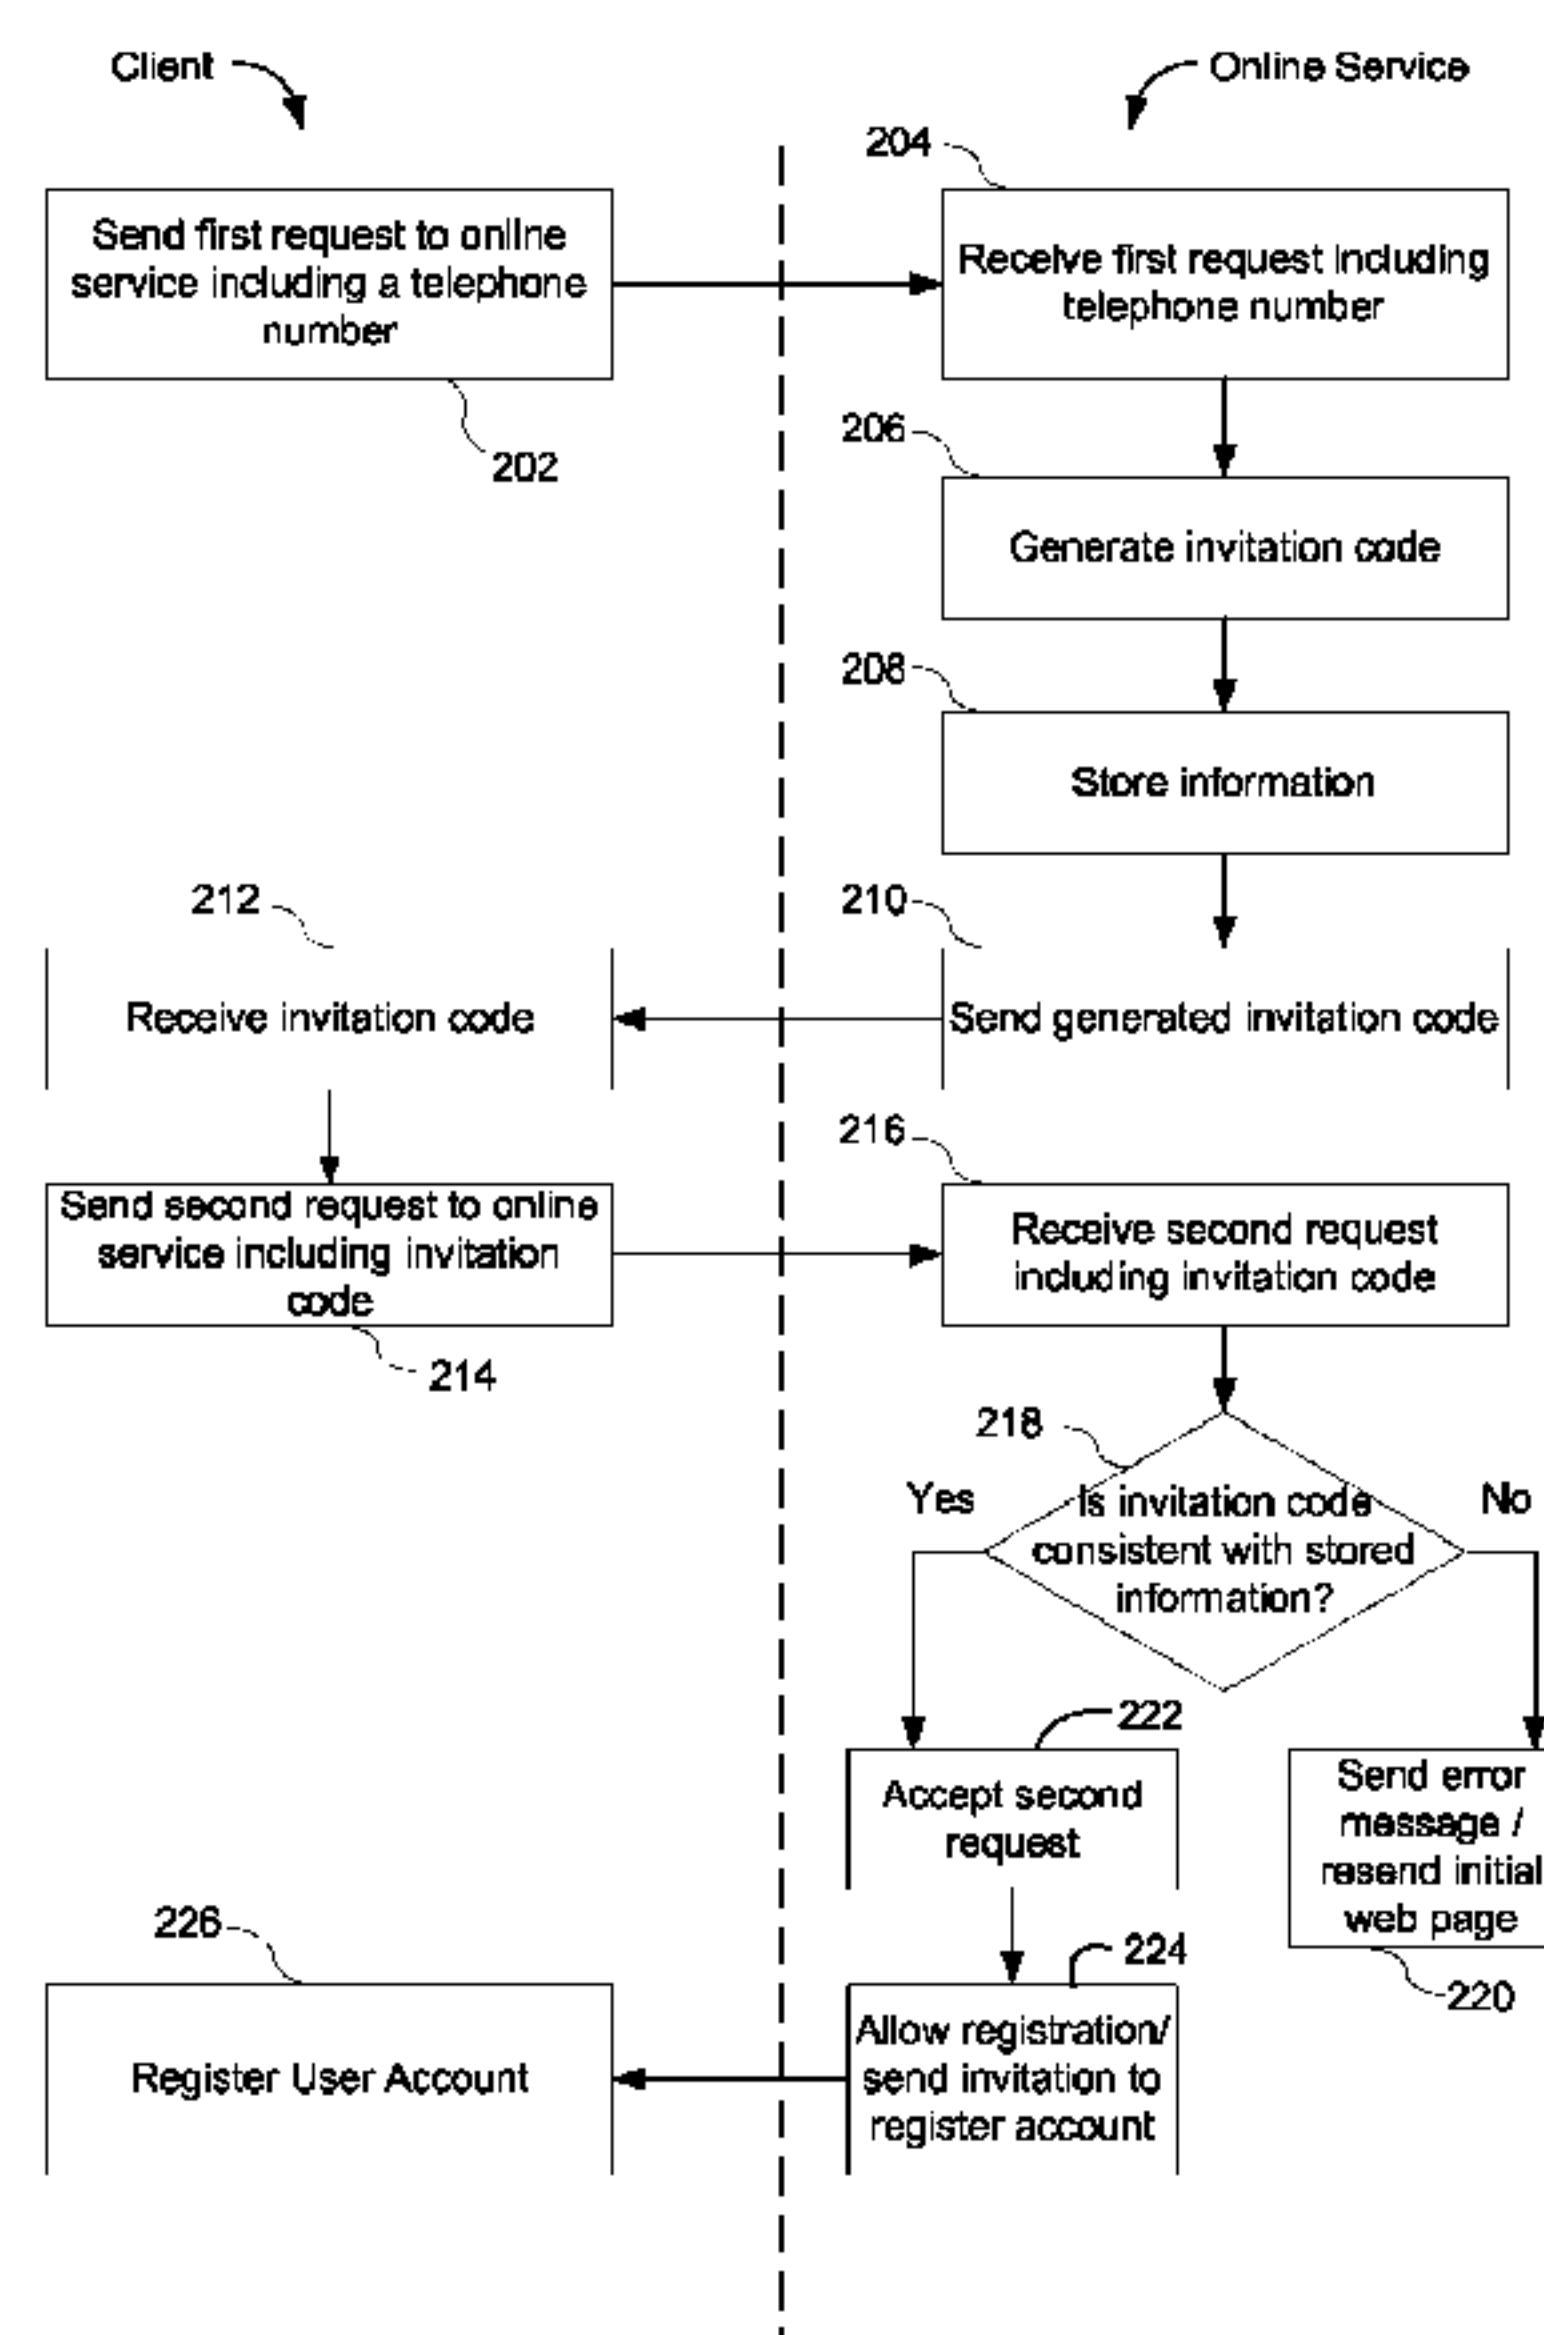 Client
Online Service
204
Send first request to online
service including a telephone
number
Receive first request including
telephone number
202
206
Generate invitation code
208
Store information
212
210
Receive invitation code
Send generated invitation code
216
Send second request to online
service including invitation
code
Receive second request
including invitation code
214
218
Yes
No
Is invitation code
consistent with stored
information?
222
Accept second
request
Send error
message /
resend initial
web page
226
224
220
Register User Account
Allow registration/
send invitation to
register account